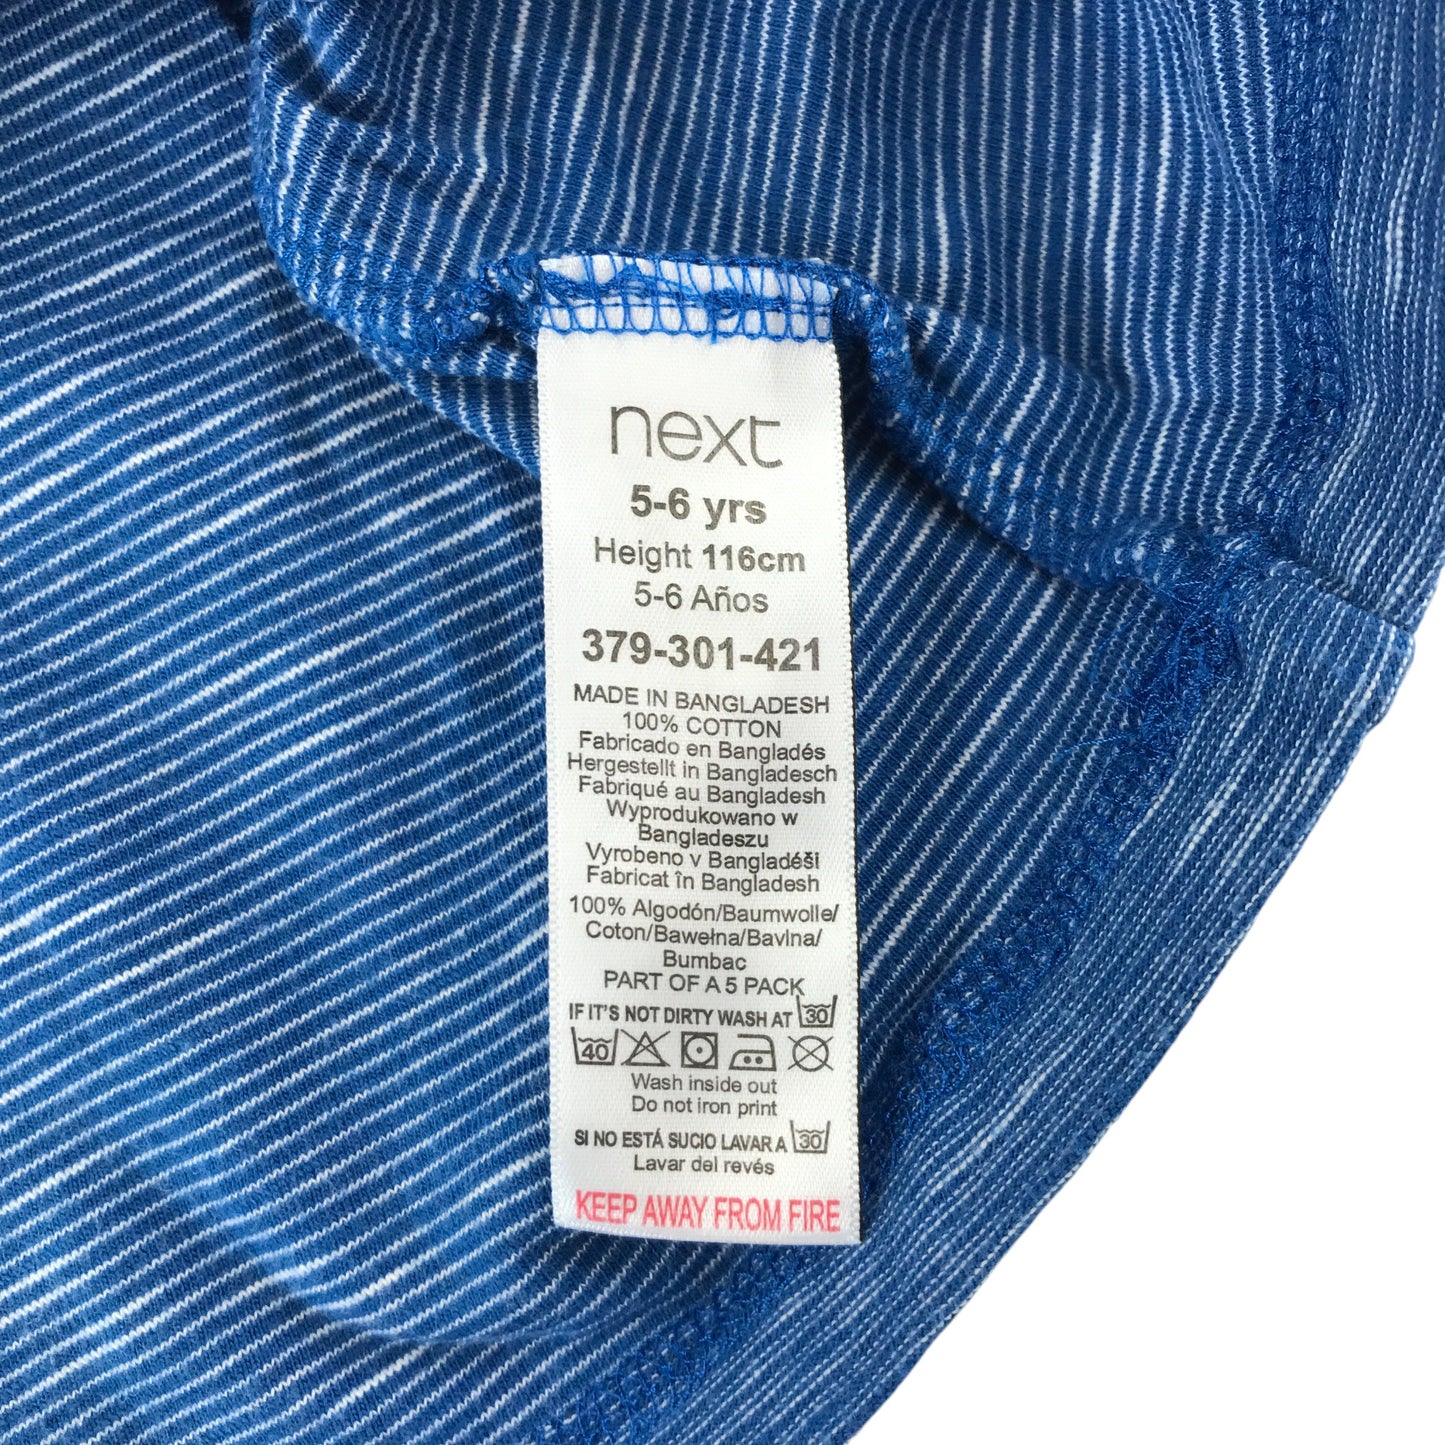 next
5-6 yrs
Height 116cm
5-6 Años
379-301-421
MADE IN BANGLADESH
100% COTTON
Fabricado en Bangladés
Hergestellt in Bangladesch
Fabriqué au Bangladesh
Wyprodukowano w
Bangladeszu
Vyrobeno v Bangladéši
Fabricat în Bangladesh
100% Algodón/Baumwolle/
Coton/Bawełna/Bavlna/
Bumbac
PART OF A 5 PACK
IF IT'S NOT DIRTY WASH AT 30
40
Wash inside out
Do not iron print
SI NO ESTÁ SUCIO LAVAR A 30
Lavar del revés
KEEP AWAY FROM FIRE